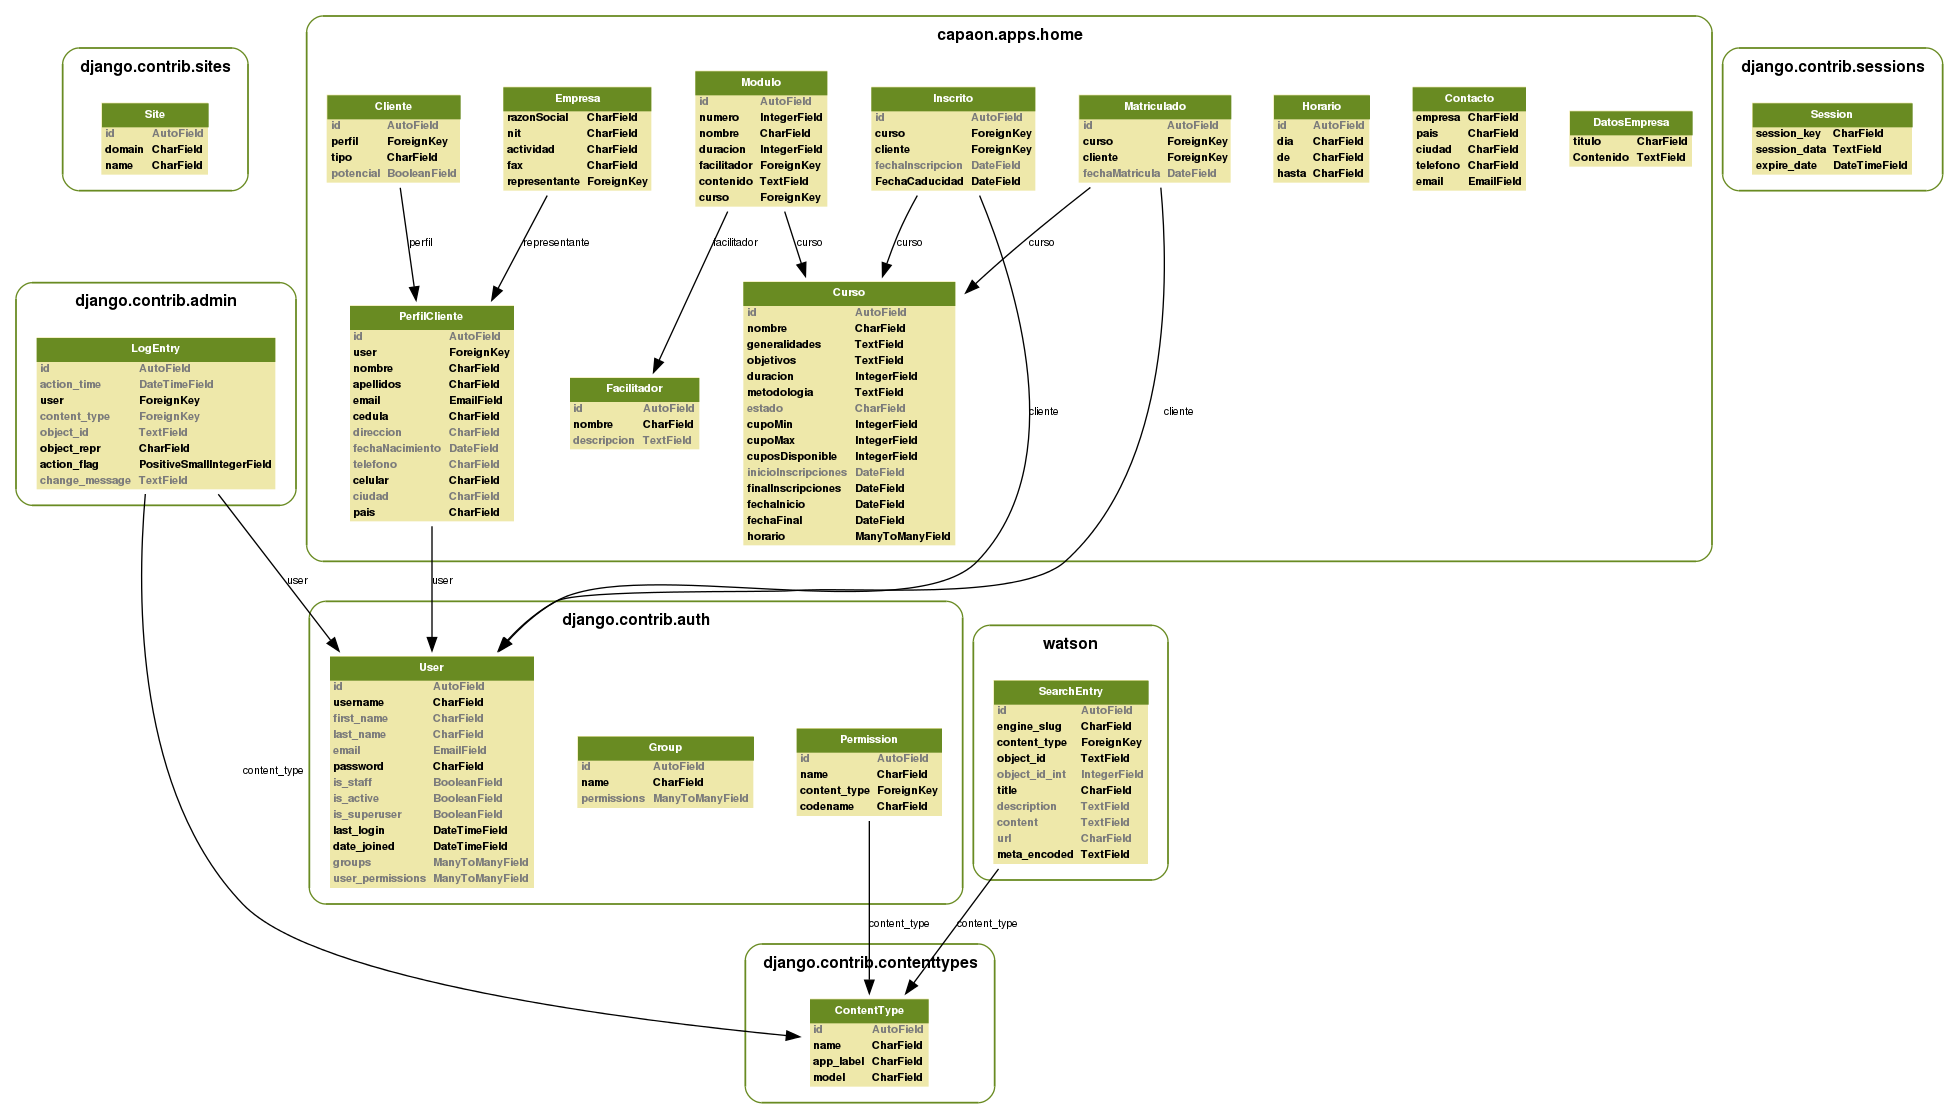 capaon.apps.home
django.contrib.sites
Site
id AutoField
domain CharField
name CharField
Cliente
id AutoField
perfil ForeignKey
tipo CharField
potencial BooleanField
Empresa
razonSocial CharField
nit CharField
actividad CharField
fax CharField
representante ForeignKey
Modulo
id AutoField
numero IntegerField
nombre CharField
duracion IntegerField
facilitador ForeignKey
contenido TextField
curso ForeignKey
Inscrito
id AutoField
curso ForeignKey
cliente ForeignKey
fechaInscripcion DateField
FechaCaducidad DateField
Matriculado
id AutoField
curso ForeignKey
cliente ForeignKey
fechaMatricula DateField
Horario
id AutoField
dia CharField
de CharField
hasta CharField
Contacto
empresa CharField
pais CharField
ciudad CharField
telefono CharField
email EmailField
DatosEmpresa
titulo CharField
Contenido TextField
django.contrib.sessions
Session
session_key CharField
session_data TextField
expire_date DateTimeField
perfil
representante
facilitador
curso
curso
curso
django.contrib.admin
LogEntry
id AutoField
action_time DateTimeField
user ForeignKey
content_type ForeignKey
object_id TextField
object_repr CharField
action_flag PositiveSmallIntegerField
change_message TextField
PerfilCliente
id AutoField
user ForeignKey
nombre CharField
apellidos CharField
email EmailField
cedula CharField
direccion CharField
fechaNacimiento DateField
telefono CharField
celular CharField
ciudad CharField
pais CharField
Facilitador
id AutoField
nombre CharField
descripcion TextField
Curso
id AutoField
nombre CharField
generalidades TextField
objetivos TextField
duracion IntegerField
metodologia TextField
estado CharField
cupoMin IntegerField
cupoMax IntegerField
cuposDisponible IntegerField
inicioInscripciones DateField
finalInscripciones DateField
fechaInicio DateField
fechaFinal DateField
horario ManyToManyField
cliente
cliente
user
user
django.contrib.auth
User
id AutoField
username CharField
first_name CharField
last_name CharField
email EmailField
password CharField
is_staff BooleanField
is_active BooleanField
is_superuser BooleanField
last_login DateTimeField
date_joined DateTimeField
groups ManyToManyField
user_permissions ManyToManyField
Group
id AutoField
name CharField
permissions ManyToManyField
Permission
id AutoField
name CharField
content_type ForeignKey
codename CharField
watson
SearchEntry
id AutoField
engine_slug CharField
content_type ForeignKey
object_id TextField
object_id_int IntegerField
title CharField
description TextField
content TextField
url CharField
meta_encoded TextField
content_type
content_type
content_type
django.contrib.contenttypes
ContentType
id AutoField
name CharField
app_label CharField
model CharField